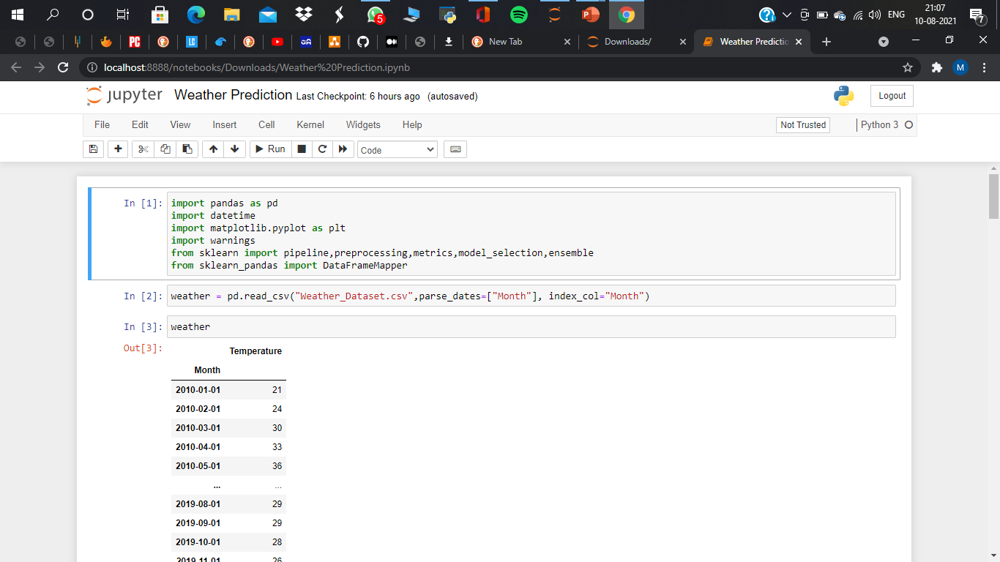 5
ENG
21:07
10-08-2021
7
PC
LC
GA
New Tab
Downloads/
Weather Predictio
localhost:8888/notebooks/Downloads/Weather%20Prediction.ipynb
M
jupyter Weather Prediction Last Checkpoint: 6 hours ago (autosaved)
Logout
File Edit View Insert Cell Kernel Widgets Help
Not Trusted
Python 3
Run
Code
In [1]:
import pandas as pd
import datetime
import matplotlib.pyplot as plt
import warnings
from sklearn import pipeline,preprocessing,metrics,model_selection,ensemble
from sklearn_pandas import DataFrameMapper
In [2]: weather = pd.read_csv("Weather_Dataset.csv",parse_dates=["Month"], index_col="Month")
In [3]: weather
Out[3]:
Temperature
Month
2010-01-01 21
2010-02-01 24
2010-03-01 30
2010-04-01 33
2010-05-01 36
... ...
2019-08-01 29
2019-09-01 29
2019-10-01 28
2019-11-01 26